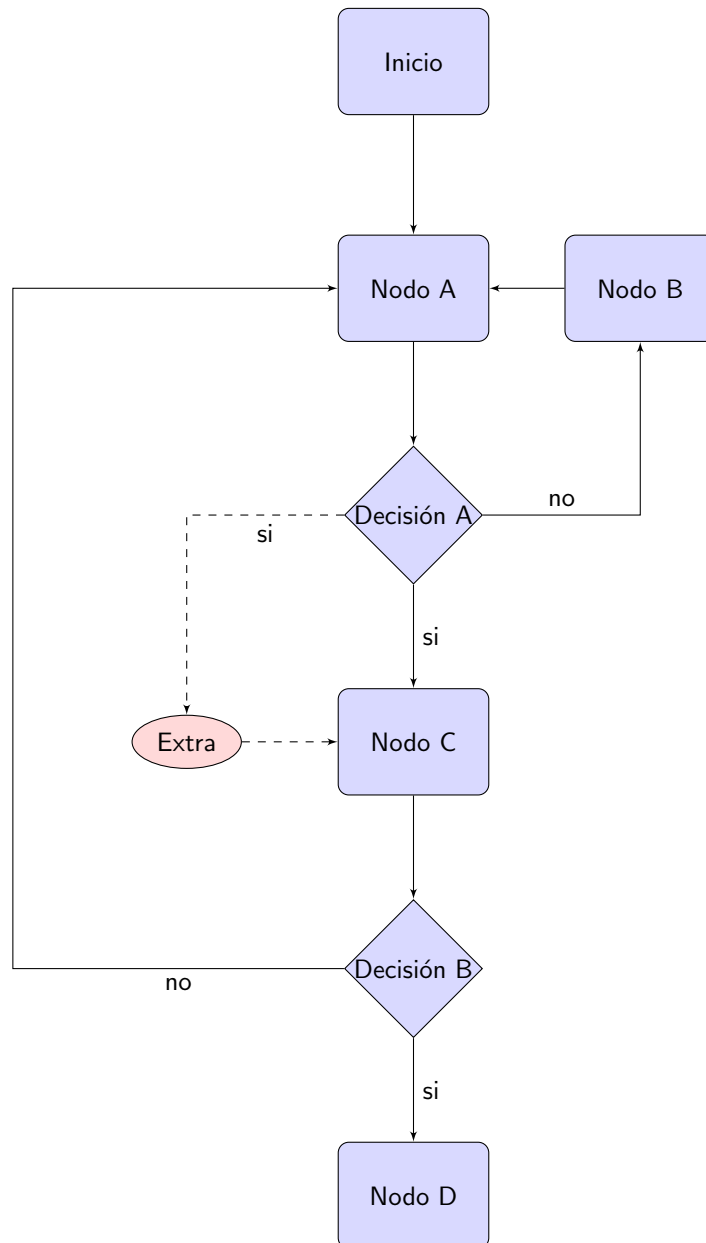 Inicio
Nodo A
Nodo B
Decisión A
no
si
si
Extra
Nodo C
Decisión B
no
si
Nodo D